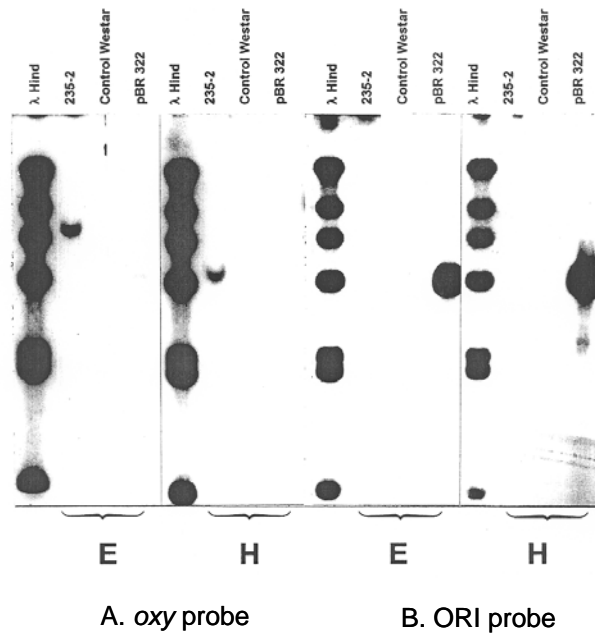 λ Hind
235-2
Control Westar
pBR 322
λ Hind
235-2
Control Westar
pBR 322
λ Hind
235-2
Control Westar
pBR 322
λ Hind
235-2
Control Westar
pBR 322
E
H
E
H
A. oxy probe
B. ORI probe